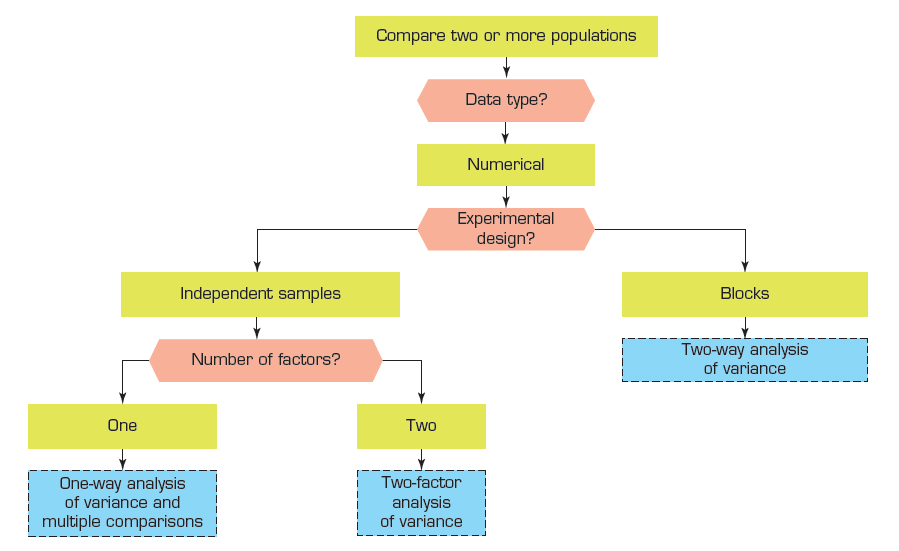 Compare two or more populations
Data type?
Numerical
Experimental
design?
Independent samples
Blocks
Number of factors?
Two-way analysis
of variance
One
Two
One-way analysis
of variance and
multiple comparisons
Two-factor
analysis
of variance